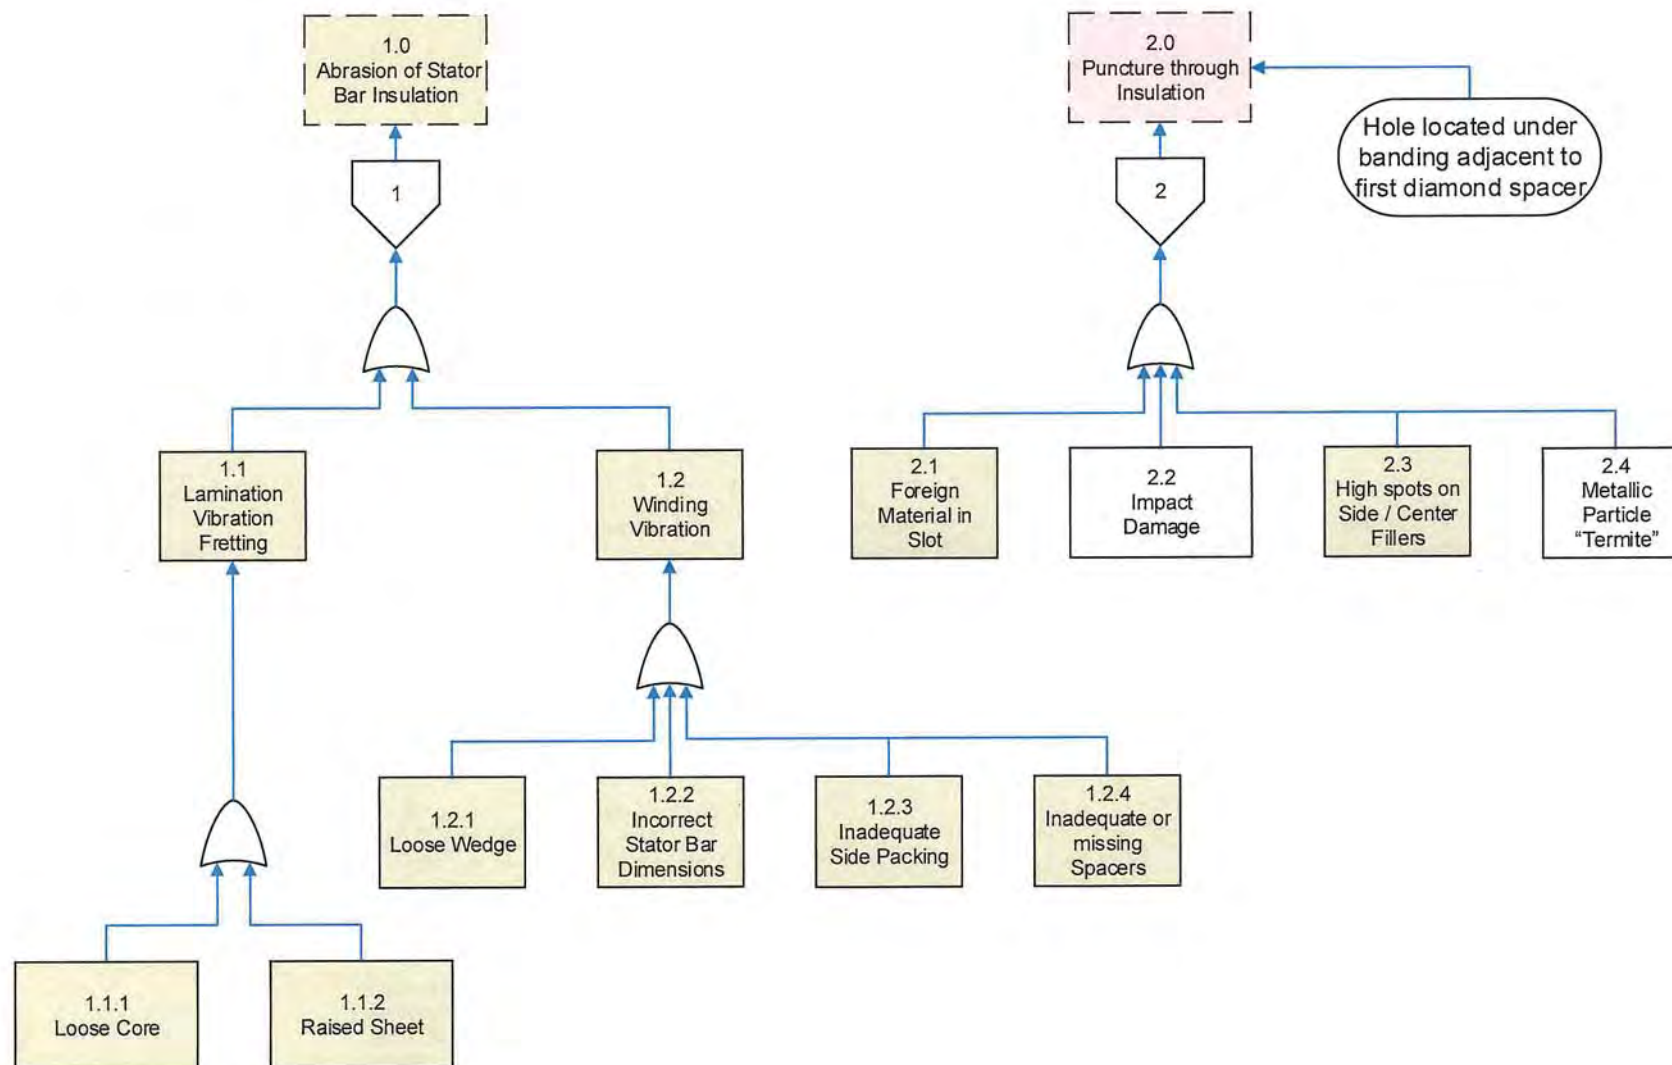 1.0
Abrasion of Stator
Bar Insulation
1
1.1
Lamination
Vibration
Fretting
1.2
Winding
Vibration
1.2.1
Loose Wedge
1.2.2
Incorrect
Stator Bar
Dimensions
1.2.3
Inadequate
Side Packing
1.2.4
Inadequate or
missing
Spacers
1.1.1
Loose Core
1.1.2
Raised Sheet
2.0
Puncture through
Insulation
Hole located under
banding adjacent to
first diamond spacer
2
2.1
Foreign
Material in
Slot
2.2
Impact
Damage
2.3
High spots on
Side / Center
Fillers
2.4
Metallic
Particle
“Termite”